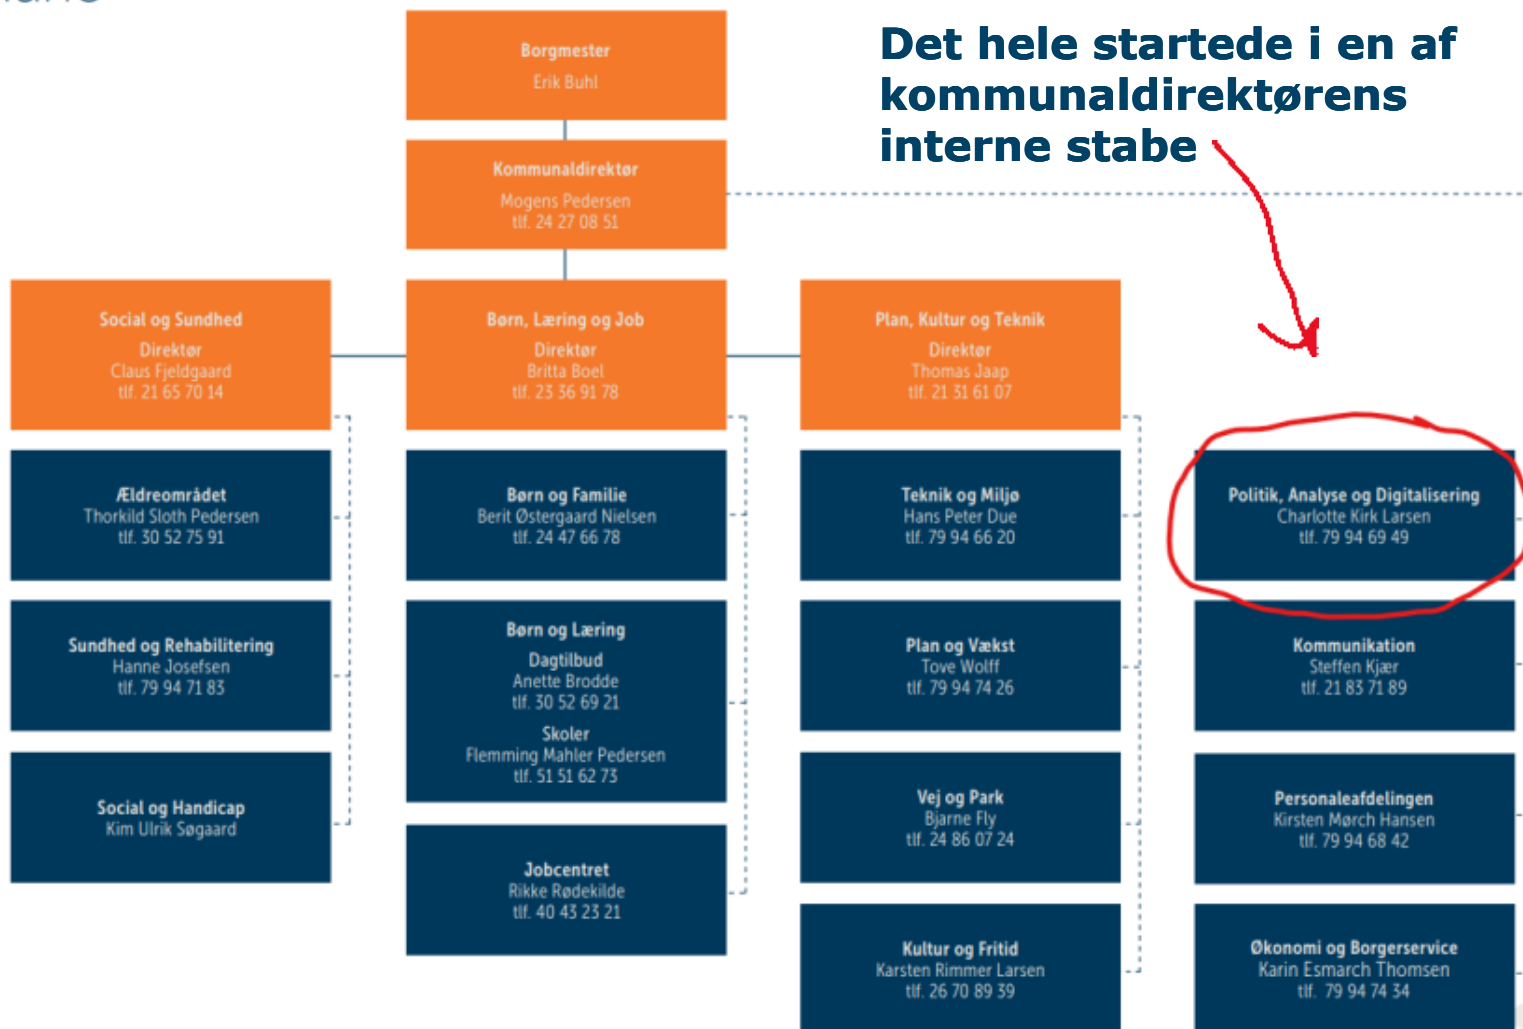 Borgmester
Erik Buhl
Det hele startede i en af
kommunaldirektørens
interne stabe
Kommunaldirektør
Mogens Pedersen
tlf. 24 27 08 51
Social og Sundhed
Direktør
Claus Fjeldgaard
tlf. 21 65 70 14
Børn, Læring og Job
Direktør
Britta Boel
tlf. 23 36 91 78
Plan, Kultur og Teknik
Direktør
Thomas Jaap
tlf. 21 31 61 07
Ældreområdet
Thorkild Sloth Pedersen
tlf. 30 52 75 91
Sundhed og Rehabilitering
Hanne Josefsen
tlf. 79 94 71 83
Social og Handicap
Kim Ulrik Søgaard
Børn og Familie
Berit Østergaard Nielsen
tlf. 24 47 66 78
Børn og Læring
Dagtilbud
Anette Brodde
tlf. 30 52 69 21
Skoler
Flemming Mahler Pedersen
tlf. 51 51 62 73
Jobcentret
Rikke Rødekilde
tlf. 40 43 23 21
Teknik og Miljø
Hans Peter Due
tlf. 79 94 66 20
Plan og Vækst
Tove Wolff
tlf. 79 94 74 26
Vej og Park
Bjarne Fly
tlf. 24 86 07 24
Kultur og Fritid
Karsten Rimmer Larsen
tlf. 26 70 89 39
Politik, Analyse og Digitalisering
Charlotte Kirk Larsen
tlf. 79 94 69 49
Kommunikation
Steffen Kjær
tlf. 21 83 71 89
Personaleafdelingen
Kirsten Mørch Hansen
tlf. 79 94 68 42
Økonomi og Borgerservice
Karin Esmarch Thomsen
tlf. 79 94 74 34